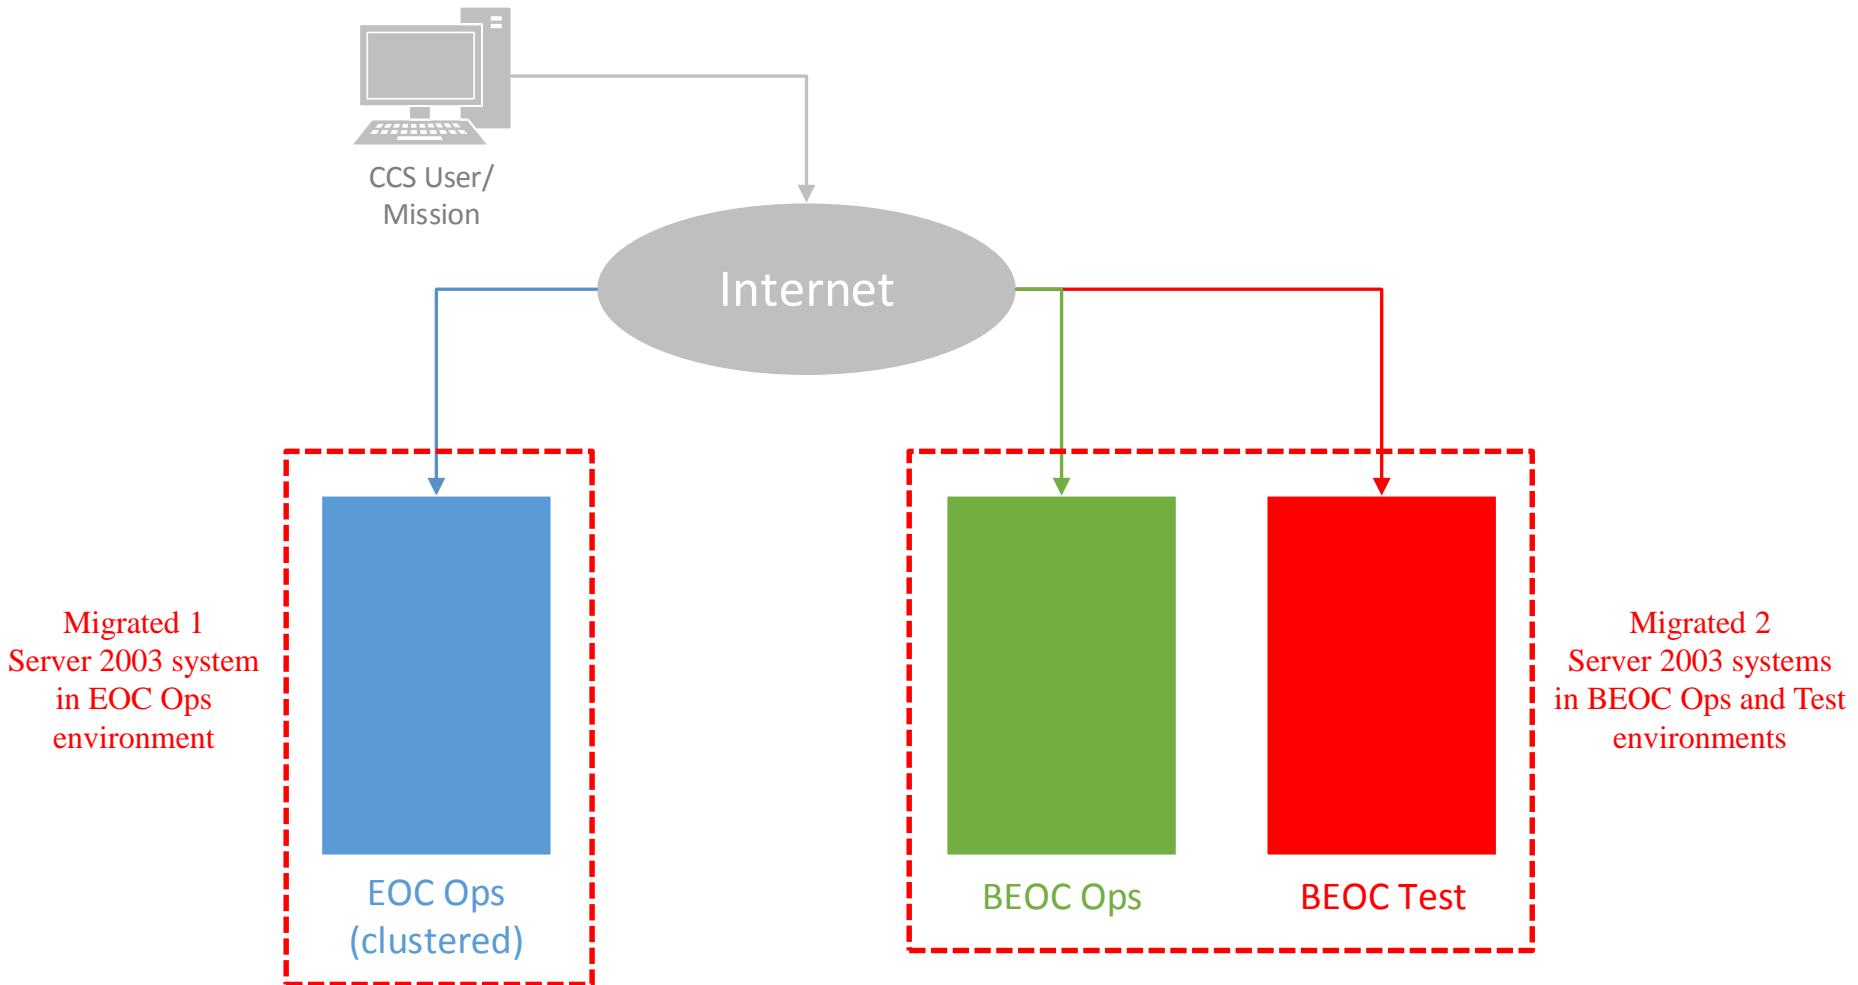 CCS User/
Mission
Internet
Migrated 1
Server 2003 system
in EOC Ops
environment
Migrated 2
Server 2003 systems
in BEOC Ops and Test
environments
EOC Ops
(clustered)
BEOC Ops
BEOC Test